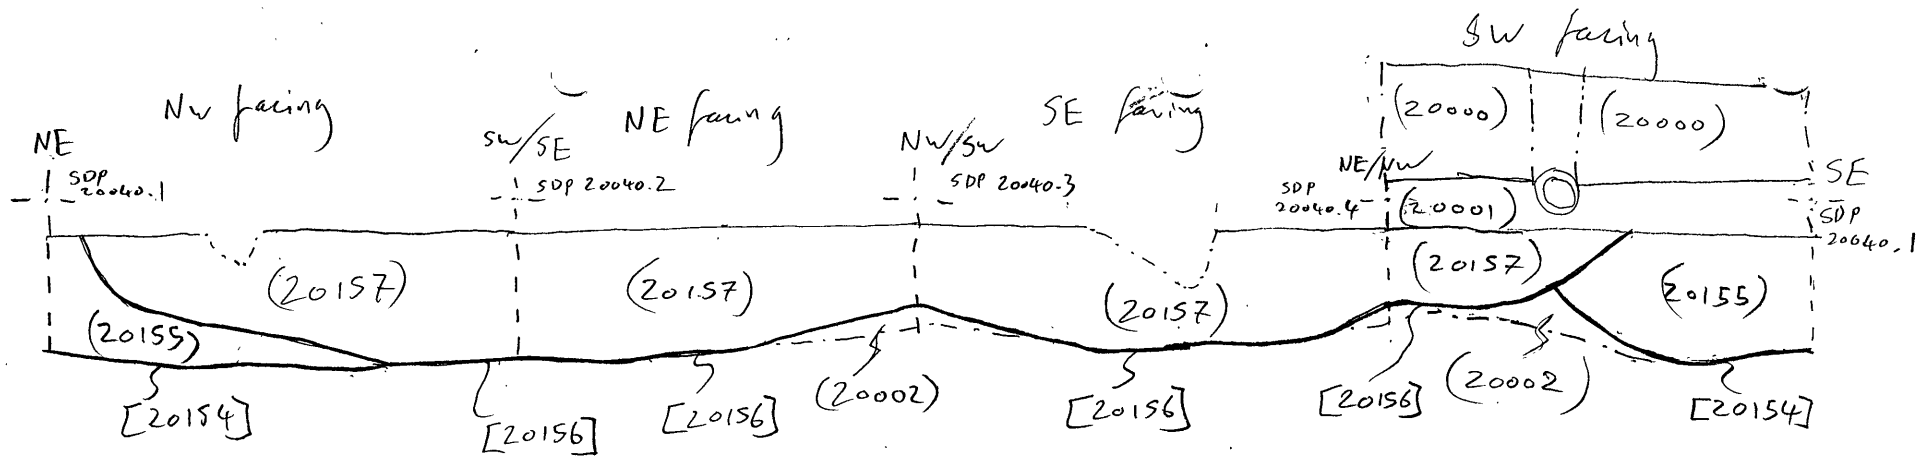 SW facing
NW facing
NE facing
SE facing
(20000)
(20000)
NE
SW/SE
NW/SW
NE/NW
SE
SDP
20040.1
SDP 20040.2
SDP 20040.3
SDP
20040.4
(20001)
SDP
20040.1
(20157)
(20157)
(20157)
(20157)
(20155)
(20155)
(20002)
(20002)
[20154]
[20156]
[20156]
[20156]
[20156]
[20154]